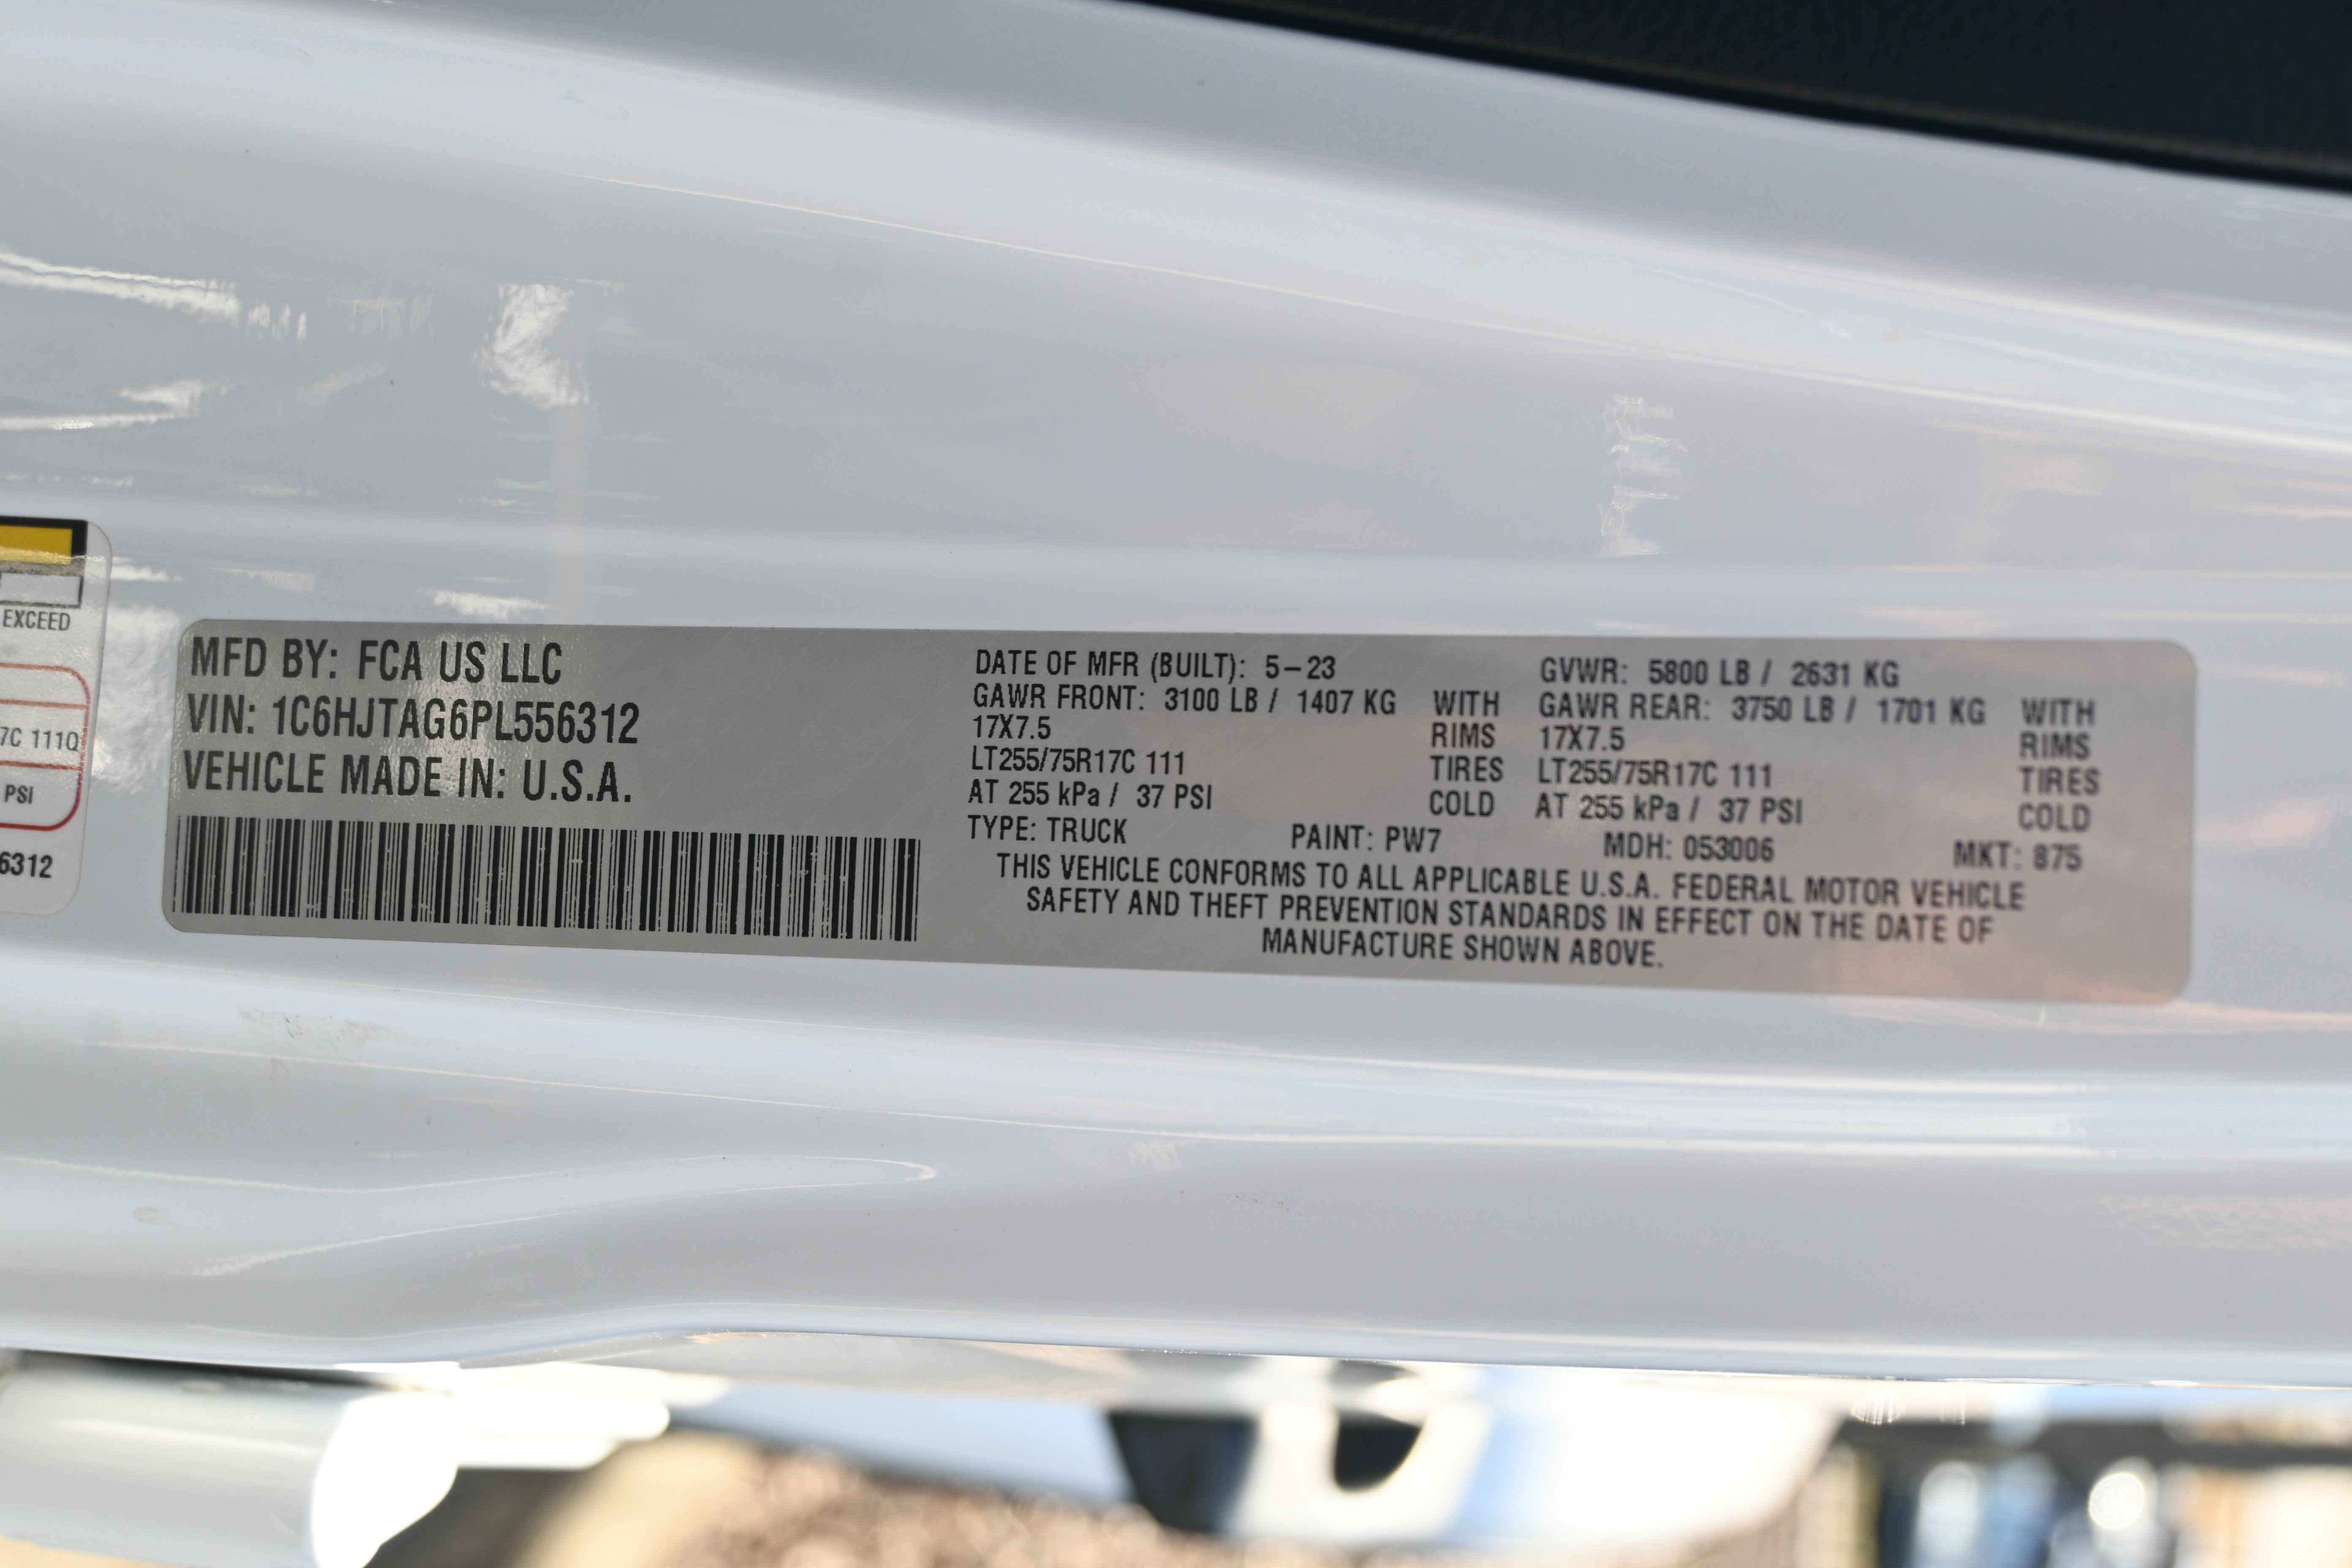 EXCEED
7C 111Q
PSI
6312
MFD BY: FCA US LLC
VIN: 1C6HJTAG6PL556312
VEHICLE MADE IN: U.S.A.
DATE OF MFR (BUILT): 5-23 GVWR: 5800 LB / 2631 KG
GAWR FRONT: 3100 LB / 1407 KG WITH GAWR REAR: 3750 LB / 1701 KG WITH
17X7.5 RIMS 17X7.5 RIMS
LT255/75R17C 111 TIRES LT255/75R17C 111 TIRES
AT 255 kPa / 37 PSI COLD AT 255 kPa / 37 PSI COLD
TYPE: TRUCK PAINT: PW7 MDH: 053006 MKT: 875
THIS VEHICLE CONFORMS TO ALL APPLICABLE U.S.A. FEDERAL MOTOR VEHICLE
SAFETY AND THEFT PREVENTION STANDARDS IN EFFECT ON THE DATE OF
MANUFACTURE SHOWN ABOVE.